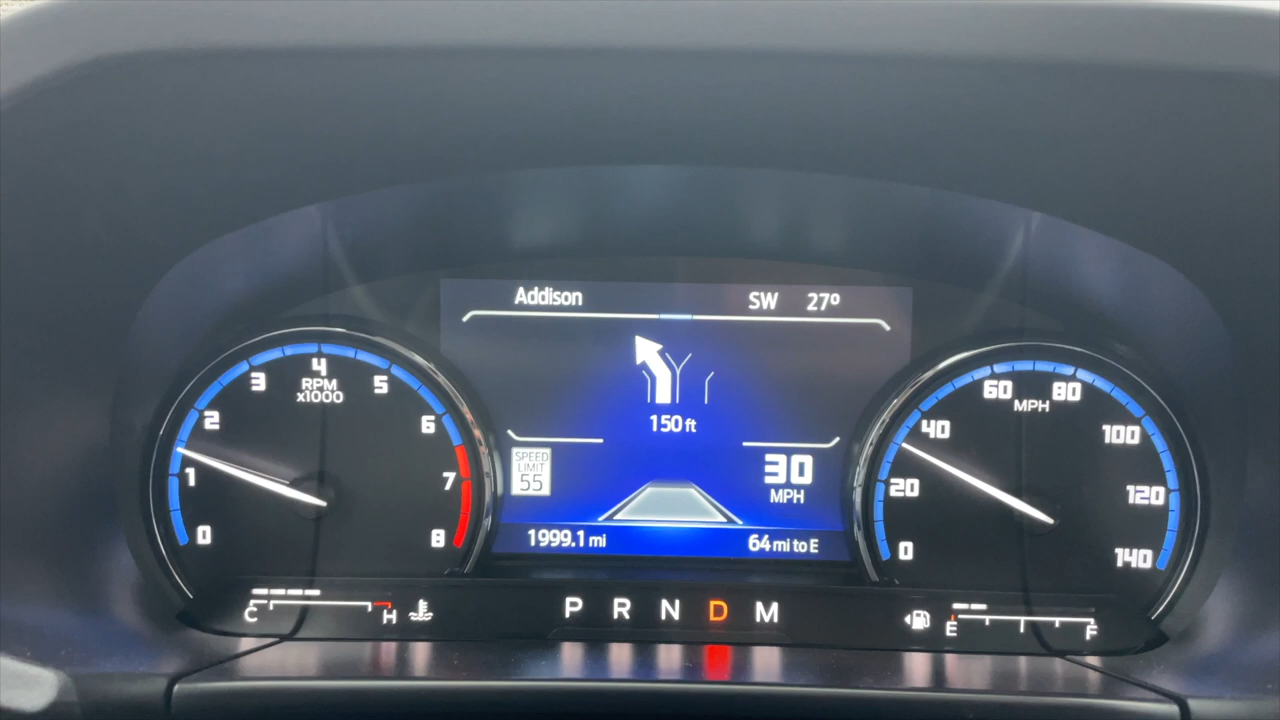 Addison SW 27°
150 ft
SPEED
LIMIT
55
30
MPH
1999.1 mi 64 mi to E
0
1
2
3
4
5
6
7
8
RPM
x1000
0
20
40
60
80
100
120
140
MPH
C H
P R N D M
E F